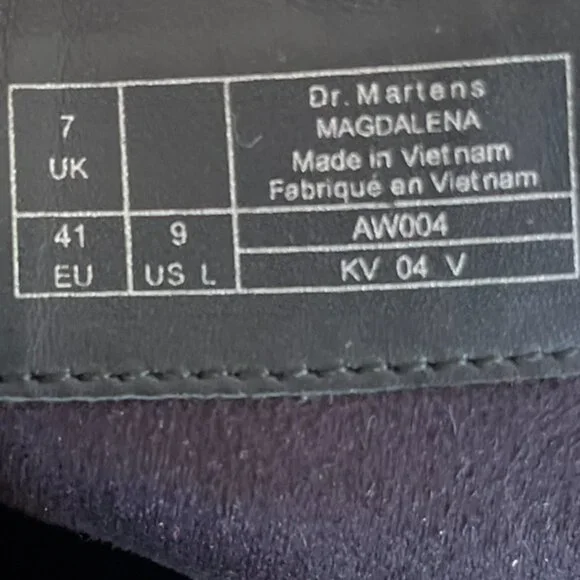 7
UK
Dr. Martens
MAGDALENA
Made in Vietnam
Fabriqué en Vietnam
41
EU
9
US L
AW004
KV 04 V